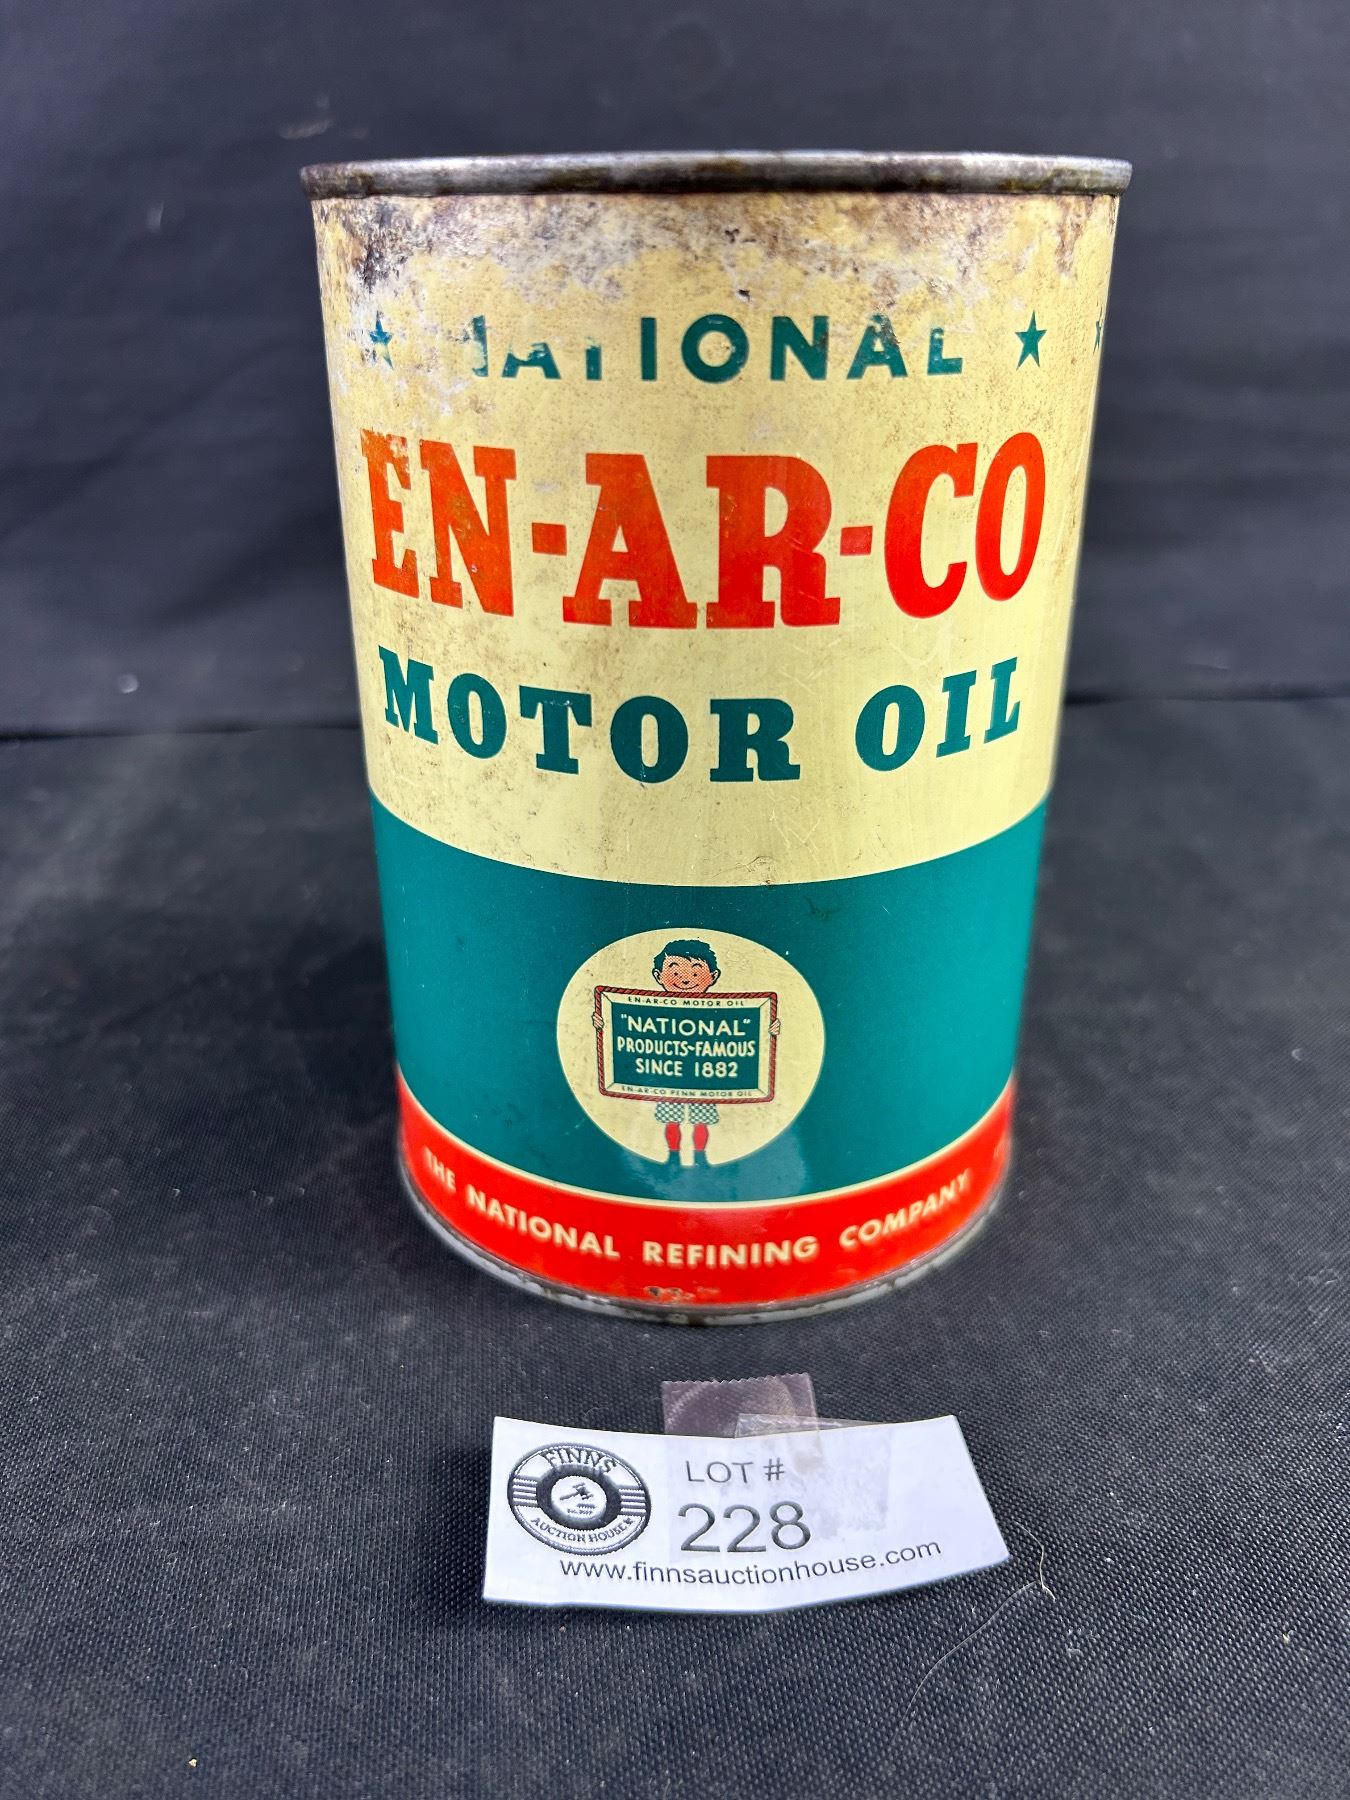 NATIONAL
EN-AR-CO
MOTOR OIL
EN-AR-CO MOTOR OIL
"NATIONAL"
PRODUCTS-FAMOUS
SINCE 1882
EN-AR-CO PENN MOTOR OIL
THE NATIONAL REFINING COMPANY
FINNS
AUCTION HOUSE
LOT #
228
www.finnsauctionhouse.com